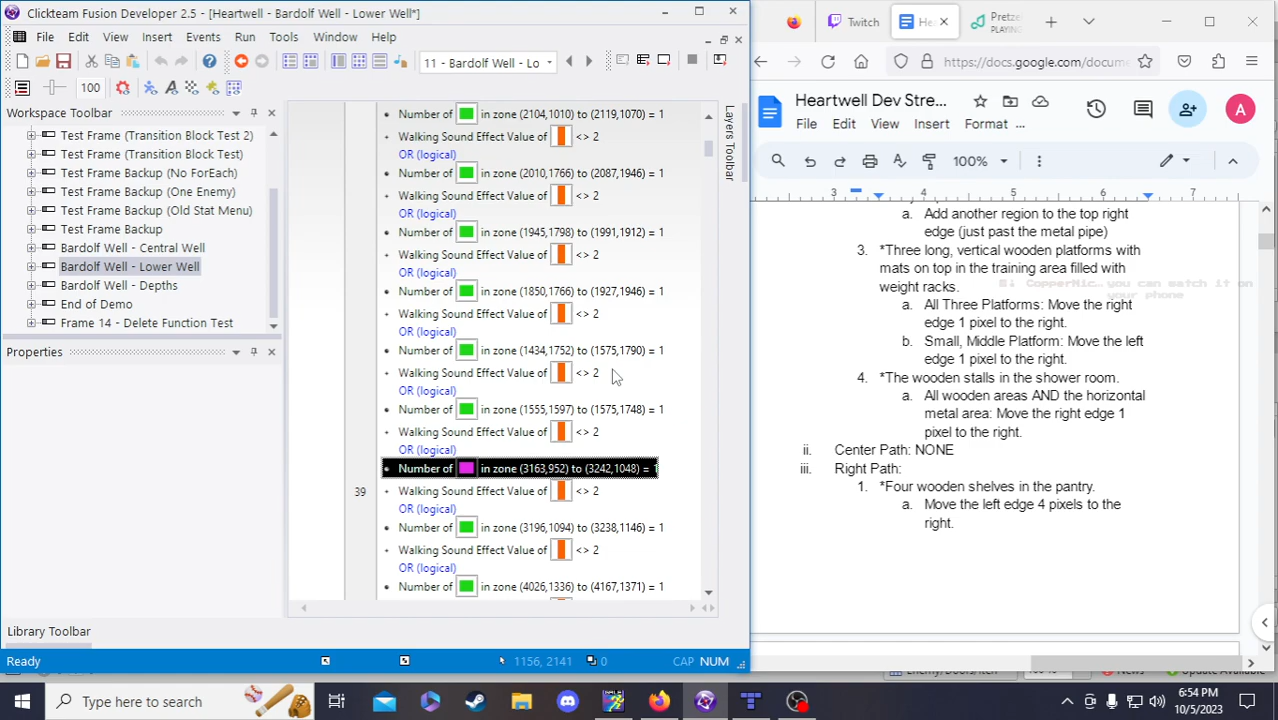 Clickteam Fusion Developer 2.5 - [Heartwell - Bardolf Well - Lower Well*]
File Edit View Insert Events Run Tools Window Help
11 - Bardolf Well - Lo
100
Workspace Toolbar
Test Frame (Transition Block Test 2)
Test Frame (Transition Block Test)
Test Frame Backup (NoForEach)
Test Frame Backup (One Enemy)
Test Frame Backup (Old Stat Menu)
Test Frame Backup
Bardolf Well - Central Well
Bardolf Well - Lower Well
Bardolf Well - Depths
End of Demo
Frame 14 - Delete Function Test
Properties
Library Toolbar
Ready
1156, 2141
0
CAP NUM
Layers Toolbar
Number of in zone (2104,1010) to (2119,1070) = 1
Walking Sound Effect Value of <> 2
OR (logical)
Number of in zone (2010,1766) to (2087,1946) = 1
Walking Sound Effect Value of <> 2
OR (logical)
Number of in zone (1945,1798) to (1991,1912) = 1
Walking Sound Effect Value of <> 2
OR (logical)
Number of in zone (1850,1766) to (1927,1946) = 1
Walking Sound Effect Value of <> 2
OR (logical)
Number of in zone (1434,1752) to (1575,1790) = 1
Walking Sound Effect Value of <> 2
OR (logical)
Number of in zone (1555,1597) to (1575,1748) = 1
Walking Sound Effect Value of <> 2
OR (logical)
Number of in zone (3163,952) to (3242,1048) = 1
39
Walking Sound Effect Value of <> 2
OR (logical)
Number of in zone (3196,1094) to (3238,1146) = 1
Walking Sound Effect Value of <> 2
OR (logical)
Number of in zone (4026,1336) to (4167,1371) = 1
Twitch
He
Pretzel
PLAYING
https://docs.google.com/docume
Heartwell Dev Stre...
File Edit View Insert Format ...
A
100%
3 4 5 6 7
a. Add another region to the top right
edge (just past the metal pipe)
3. *Three long, vertical wooden platforms with
mats on top in the training area filled with
weight racks.
a. All Three Platforms: Move the right
edge 1 pixel to the right.
b. Small, Middle Platform: Move the left
edge 1 pixel to the right.
4. *The wooden stalls in the shower room.
a. All wooden areas AND the horizontal
metal area: Move the right edge 1
pixel to the right.
ii. Center Path: NONE
iii. Right Path:
1. *Four wooden shelves in the pantry.
a. Move the left edge 4 pixels to the
right.
CopperNic you can watch it on
your phone
Type here to search
6:54 PM
10/5/2023